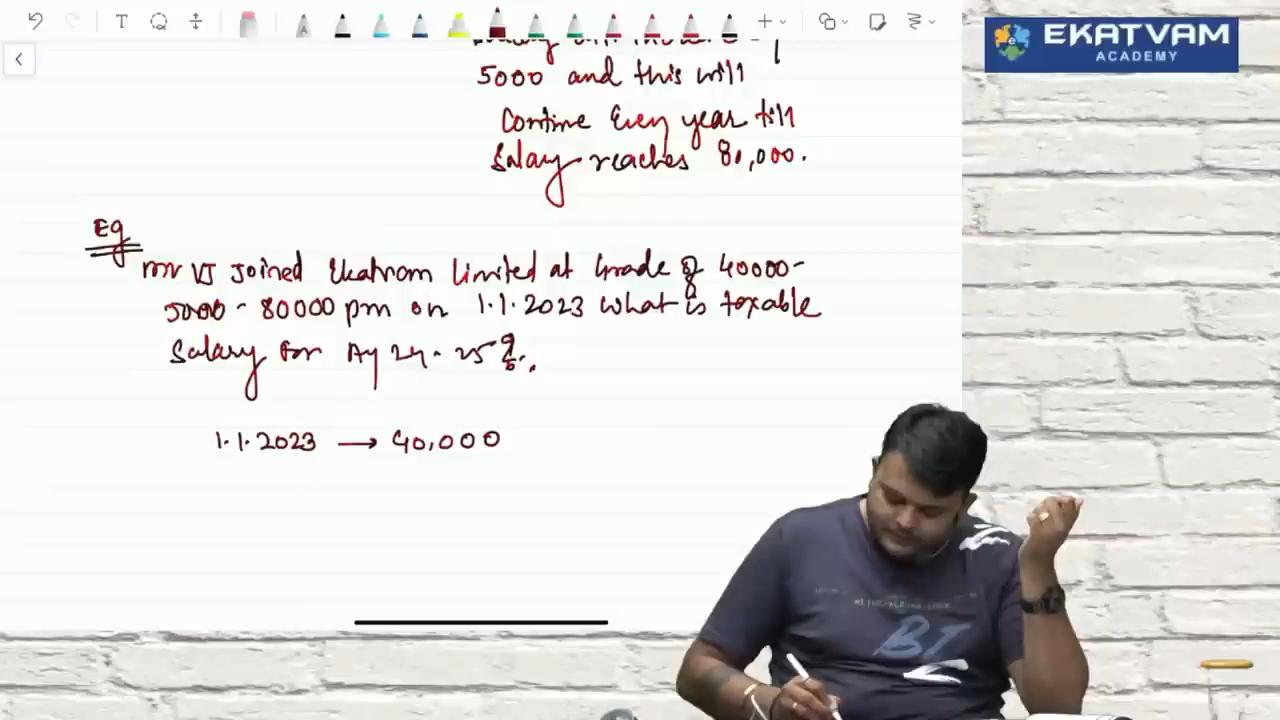 EKATVAM
ACADEMY
5000 and this will
Continue Every year till
Salary reaches 80,000.
Eg
Mr VJ joined Ekatvam Limited at Grade of 40000-
5000 - 80000 pm on 1.1.2023 What is taxable
Salary for Ay 24-25?
1.1.2023 → 40,000
BI